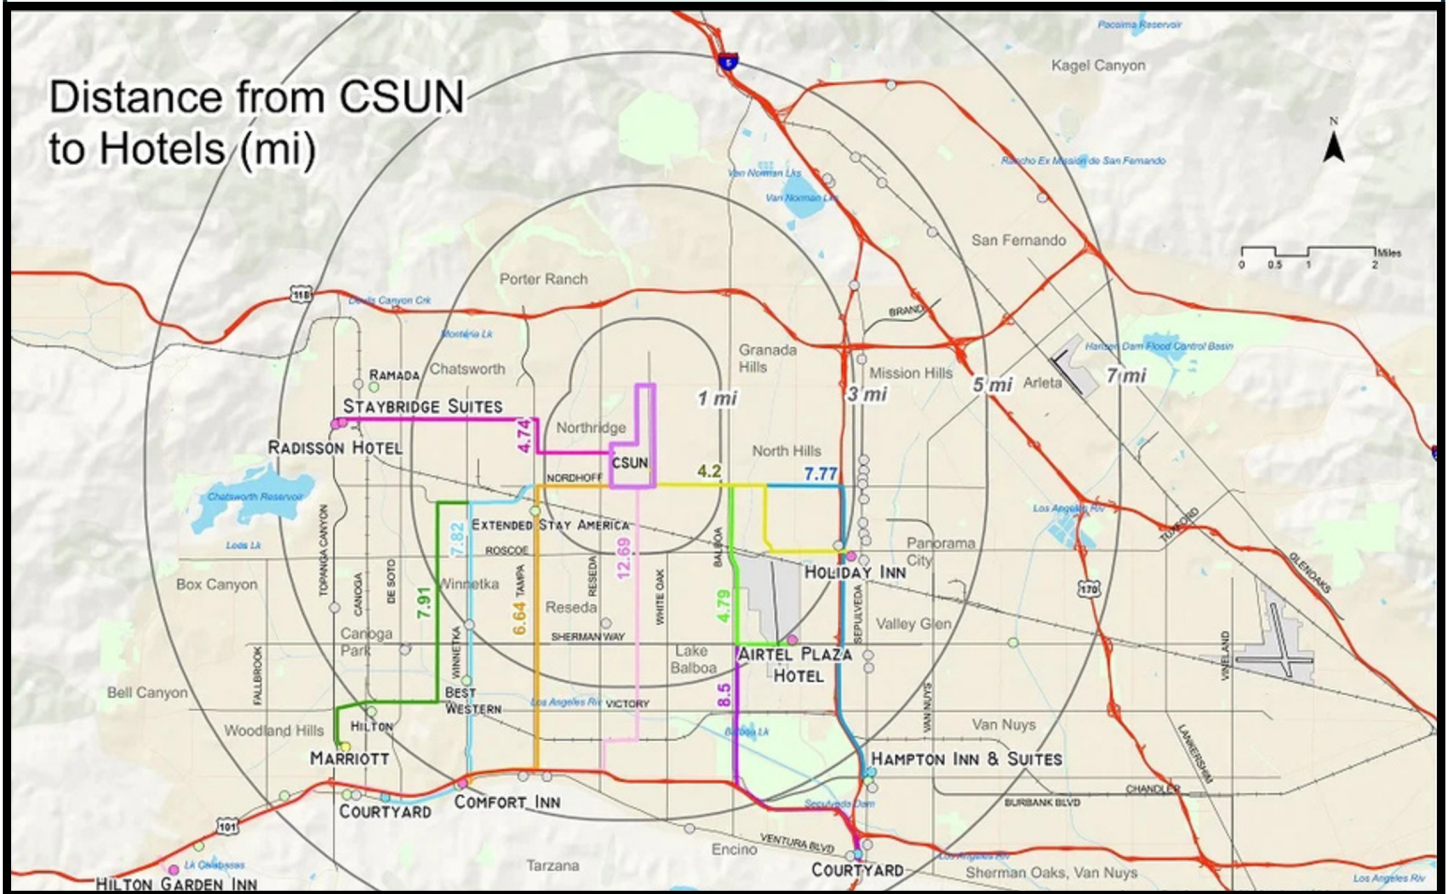 Distance from CSUN
to Hotels (mi)
5
Pacoima Reservoir
Kagel Canyon
N
Rancho Ex Mission de San Fernando
Van Norman Lks
Van Norman Lks
San Fernando
Miles
0 0.5 1 2
Porter Ranch
118
Devils Canyon Crk
BRAND
Monteria Lk
Hansen Dam Flood Control Basin
Granada
Hills
Chatsworth
Ramada
Mission Hills
Arleta
1 mi
3 mi
5 mi
7 mi
Staybridge Suites
4.74
Northridge
Radisson Hotel
CSUN
North Hills
NORDHOFF
4.2
7.77
Chatsworth Reservoir
Los Angeles Riv
Extended Stay America
TUXFORD
TOPANGA CANYON
7.82
ROSCOE
BALBOA
Panorama
City
Loos Lk
12.69
Holiday Inn
GLENOAKS
Box Canyon
CANOGA
DE SOTO
7.91
Winnetka
TAMPA
RESEDA
WHITE OAK
170
6.64
Reseda
4.79
SEPULVEDA
Valley Glen
Canoga
Park
WINNETKA
SHERMAN WAY
Lake
Balboa
Airtel Plaza
Hotel
VINELAND
FALLBROOK
Bell Canyon
Best
Western
Los Angeles Riv
VICTORY
8.5
VAN NUYS
Woodland Hills
Hilton
Balboa Lk
Van Nuys
LANKERSHIM
Marriott
Hampton Inn & Suites
Courtyard
Comfort Inn
Sepulveda Dam
CHANDLER
BURBANK BLVD
101
VENTURA BLVD
Encino
Lk Calabasas
Tarzana
Courtyard
Los Angeles Riv
Sherman Oaks, Van Nuys
Los Angeles Riv
Hilton Garden Inn